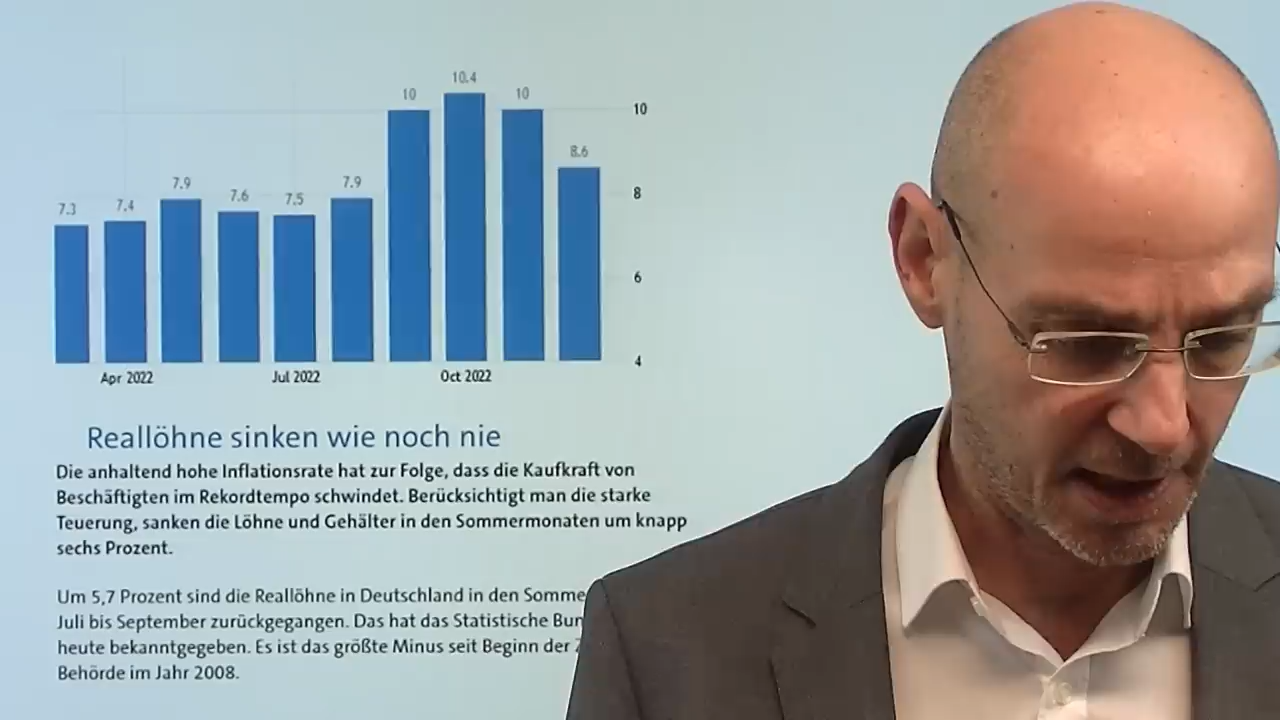 10.4
10
10
10
8.6
7.9
7.9
7.6
7.5
7.4
7.3
8
6
4
Apr 2022
Jul 2022
Oct 2022
Reallöhne sinken wie noch nie
Die anhaltend hohe Inflationsrate hat zur Folge, dass die Kaufkraft von
Beschäftigten im Rekordtempo schwindet. Berücksichtigt man die starke
Teuerung, sanken die Löhne und Gehälter in den Sommermonaten um knapp
sechs Prozent.
Um 5,7 Prozent sind die Reallöhne in Deutschland in den Somme
Juli bis September zurückgegangen. Das hat das Statistische Bun
heute bekanntgegeben. Es ist das größte Minus seit Beginn der
Behörde im Jahr 2008.